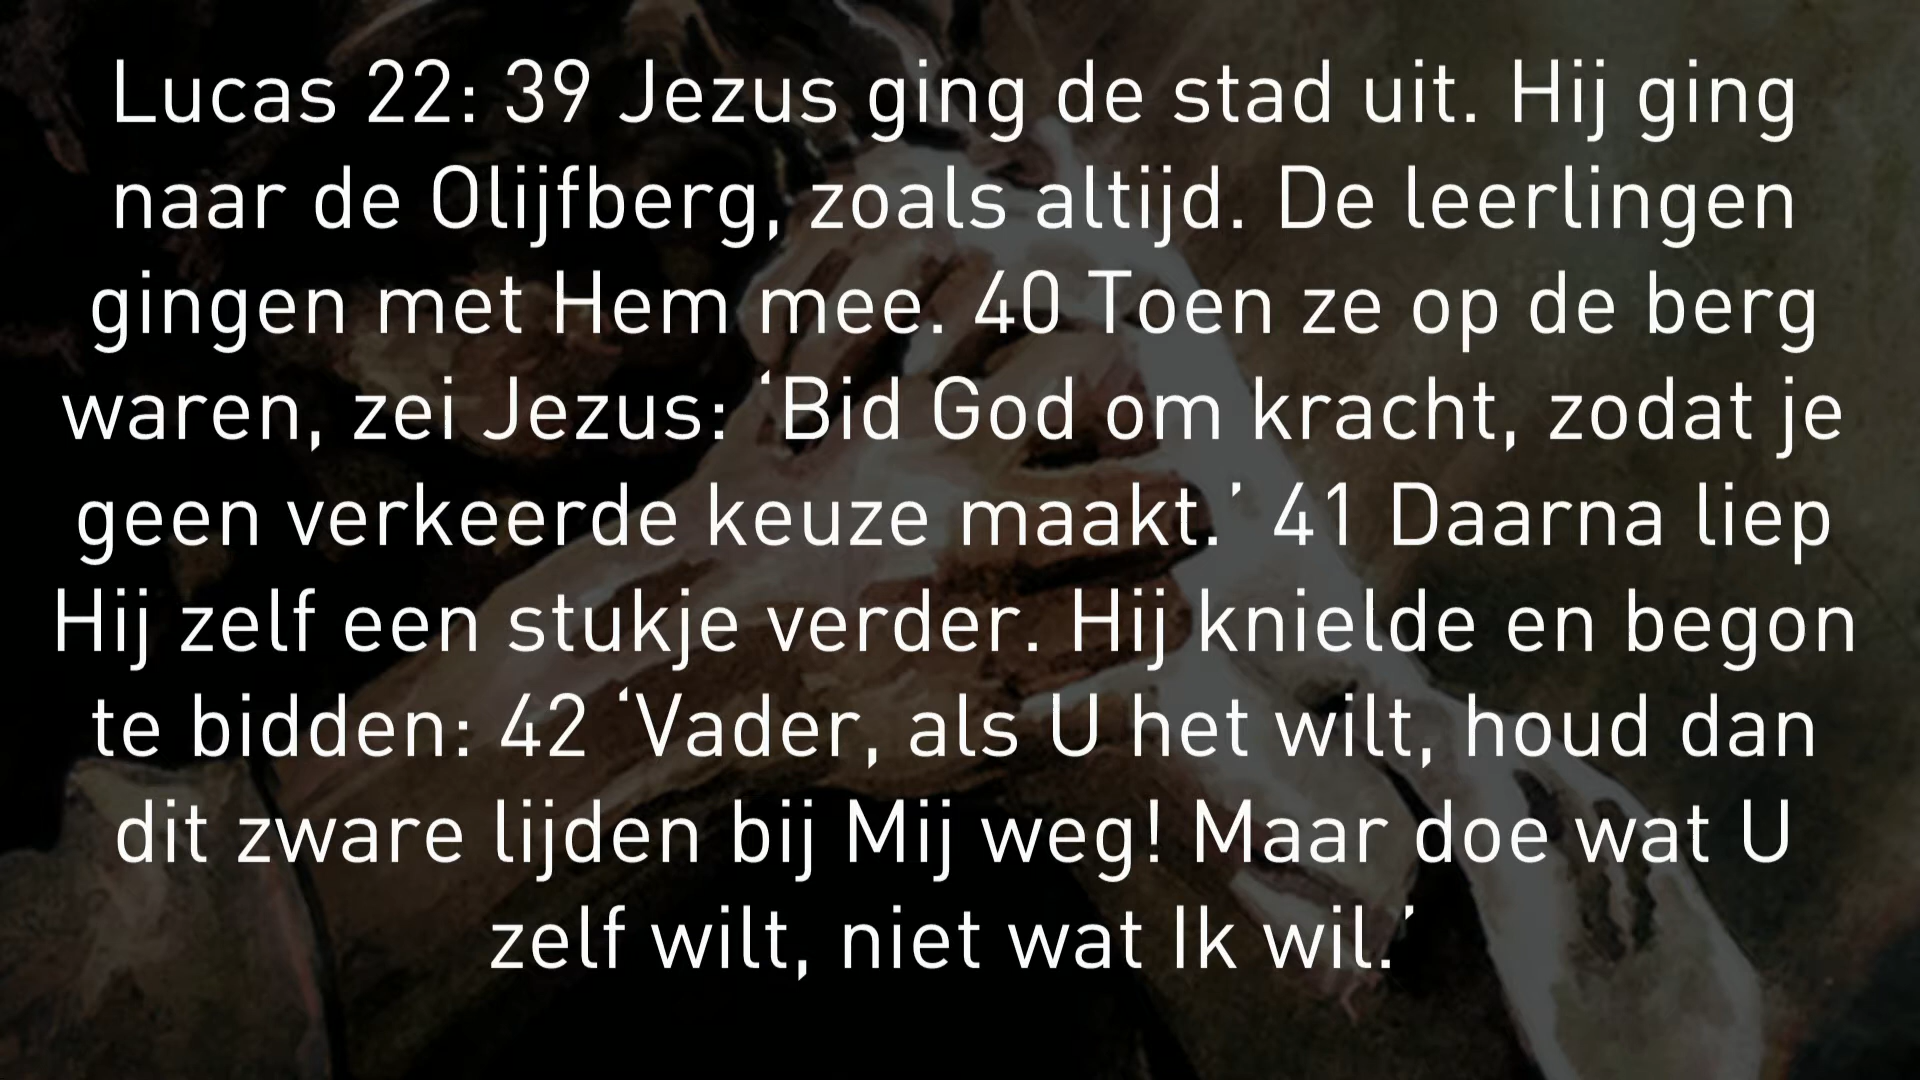 Lucas 22: 39 Jezus ging de stad uit. Hij ging
naar de Olijfberg, zoals altijd. De leerlingen
gingen met Hem mee. 40 Toen ze op de berg
waren, zei Jezus: ‘Bid God om kracht, zodat je
geen verkeerde keuze maakt.’ 41 Daarna liep
Hij zelf een stukje verder. Hij knielde en begon
te bidden: 42 ‘Vader, als U het wilt, houd dan
dit zware lijden bij Mij weg! Maar doe wat U
zelf wilt, niet wat Ik wil.’